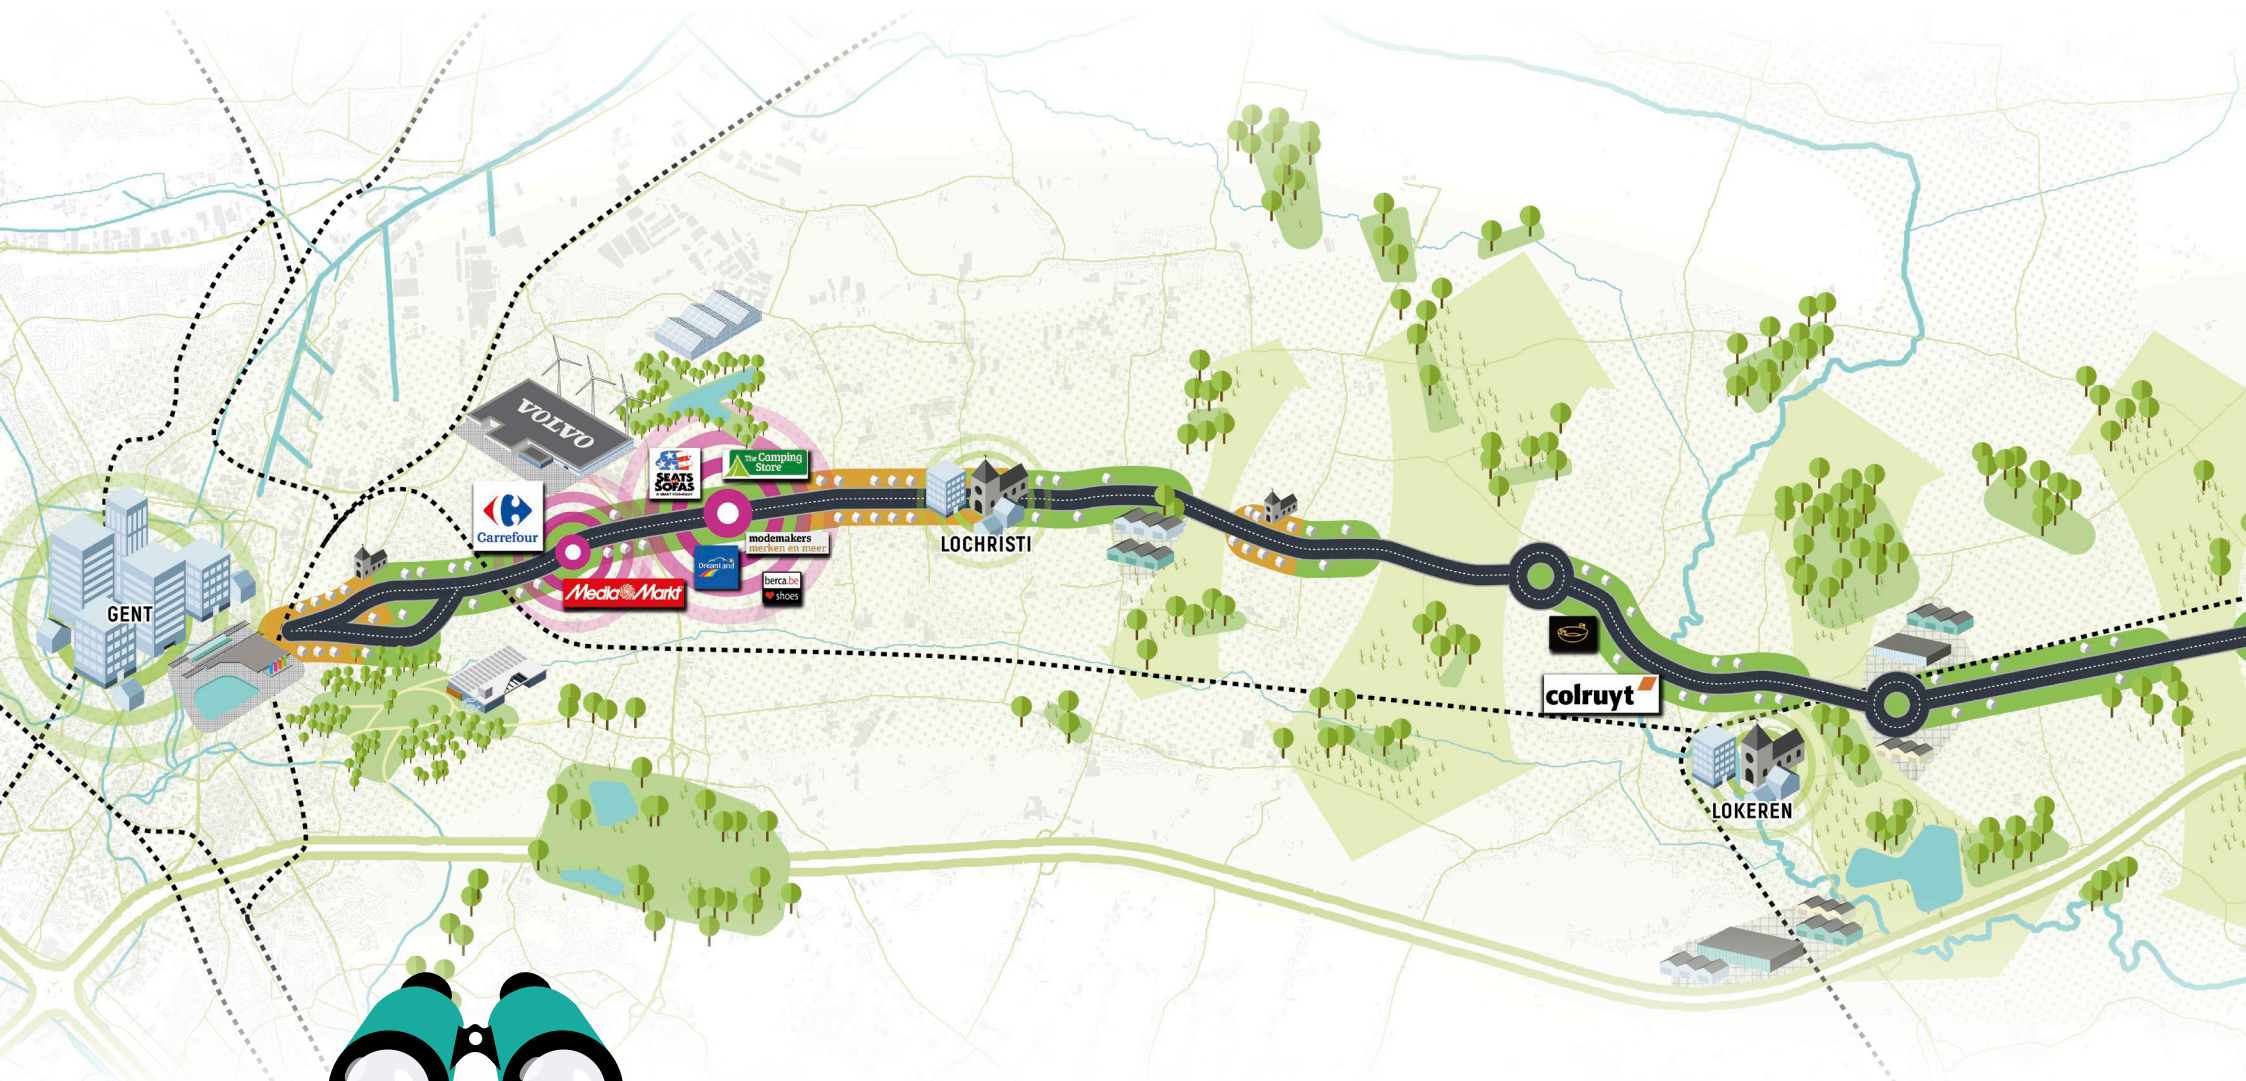 VOLVO
SEATS
SOFAS
The Camping
Store
Carrefour
modemakers
merken en meer
DreamLand
MediaMarkt
berca.be
shoes
LOCHRISTI
GENT
colruyt
LOKEREN